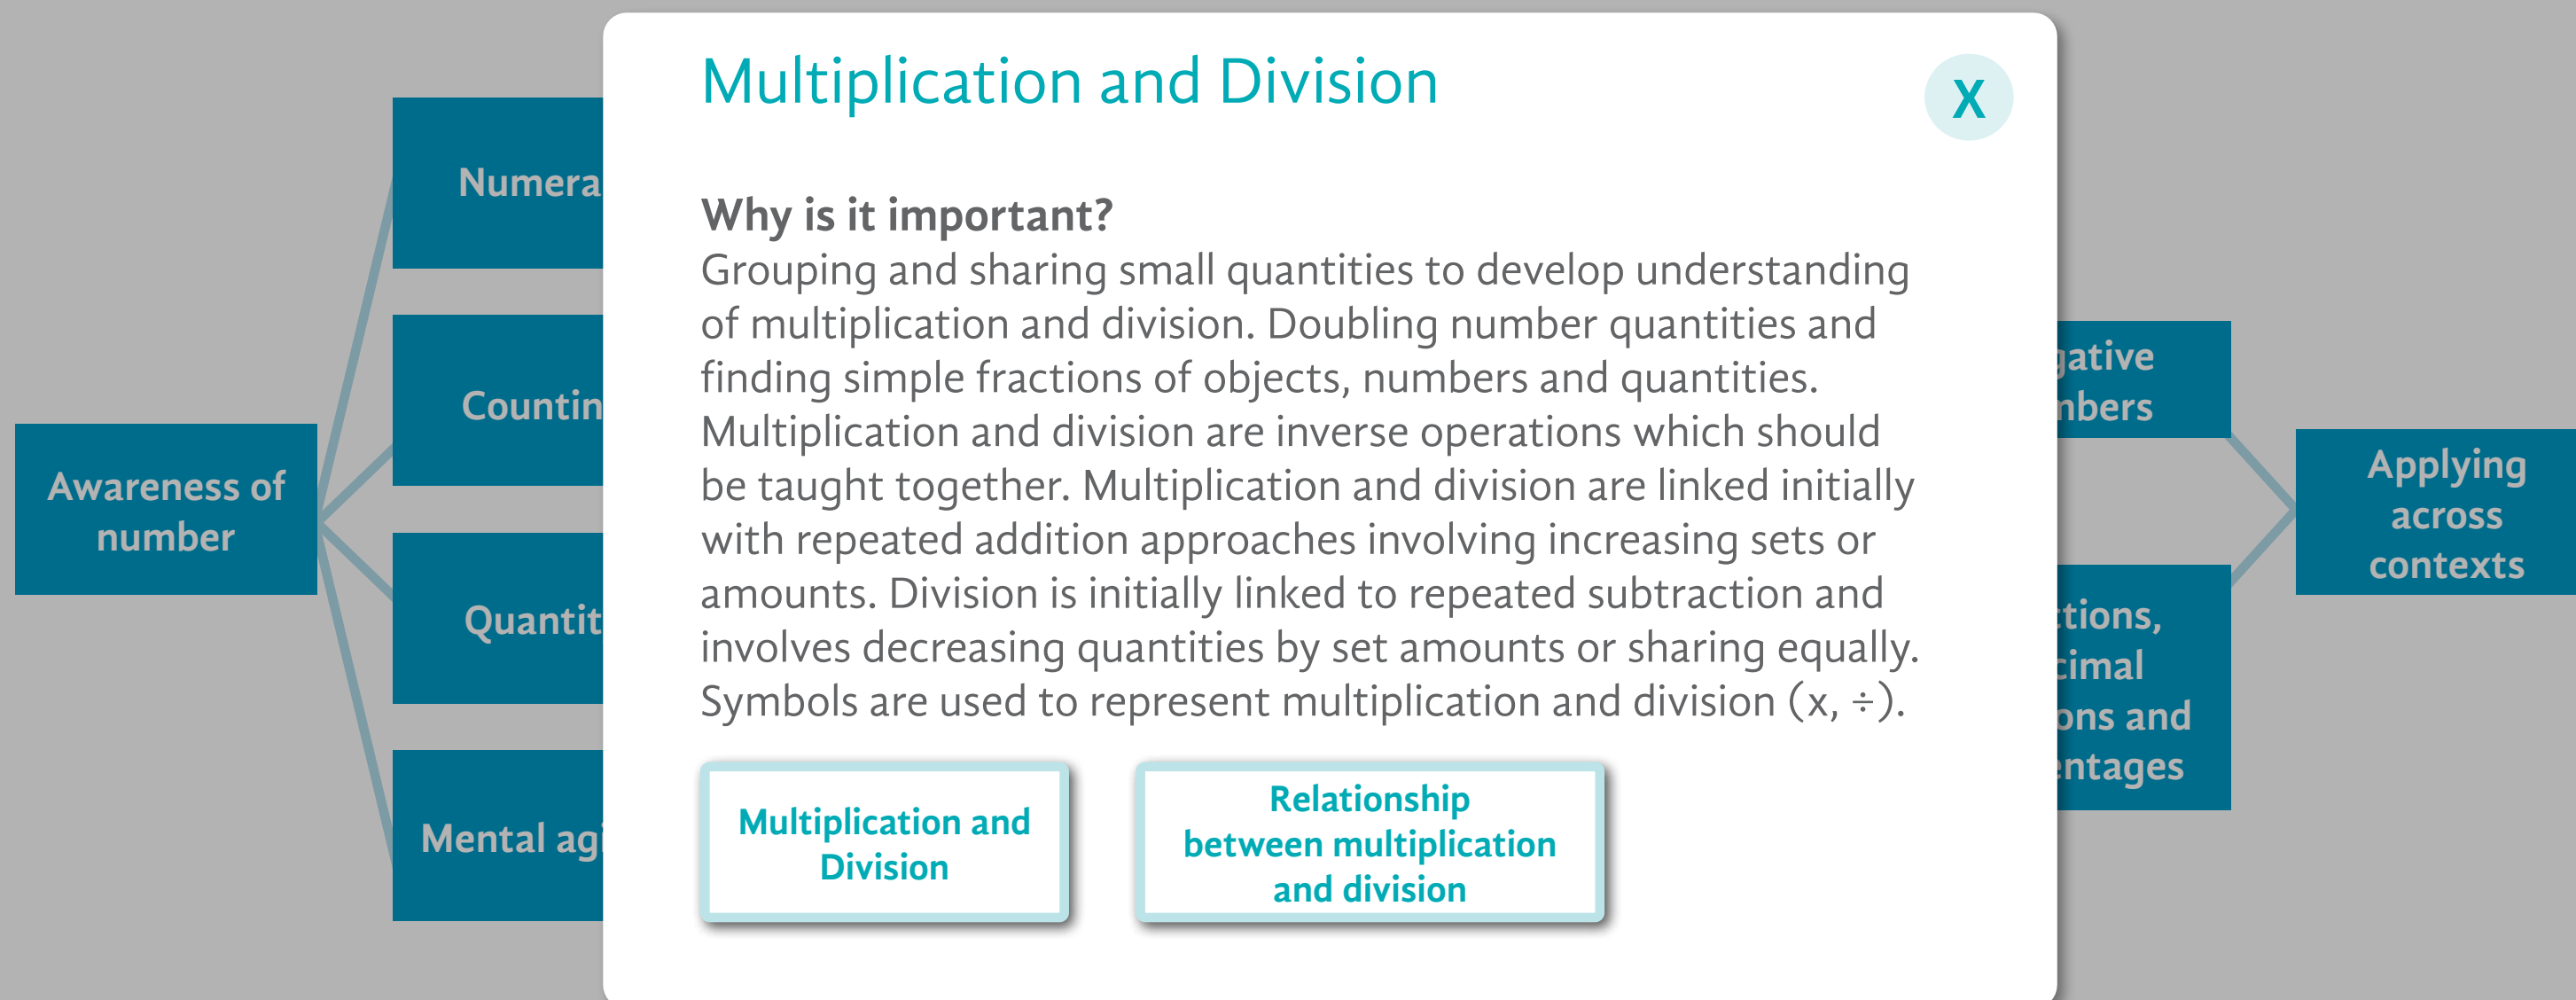 Multiplication and Division
X
Why is it important?
Grouping and sharing small quantities to develop understanding
of multiplication and division. Doubling number quantities and
finding simple fractions of objects, numbers and quantities.
Multiplication and division are inverse operations which should
be taught together. Multiplication and division are linked initially
with repeated addition approaches involving increasing sets or
amounts. Division is initially linked to repeated subtraction and
involves decreasing quantities by set amounts or sharing equally.
Symbols are used to represent multiplication and division (x, ÷).
Multiplication and
Division
Relationship
between multiplication
and division
Awareness of
number
Mental
and
Applying
across
contexts